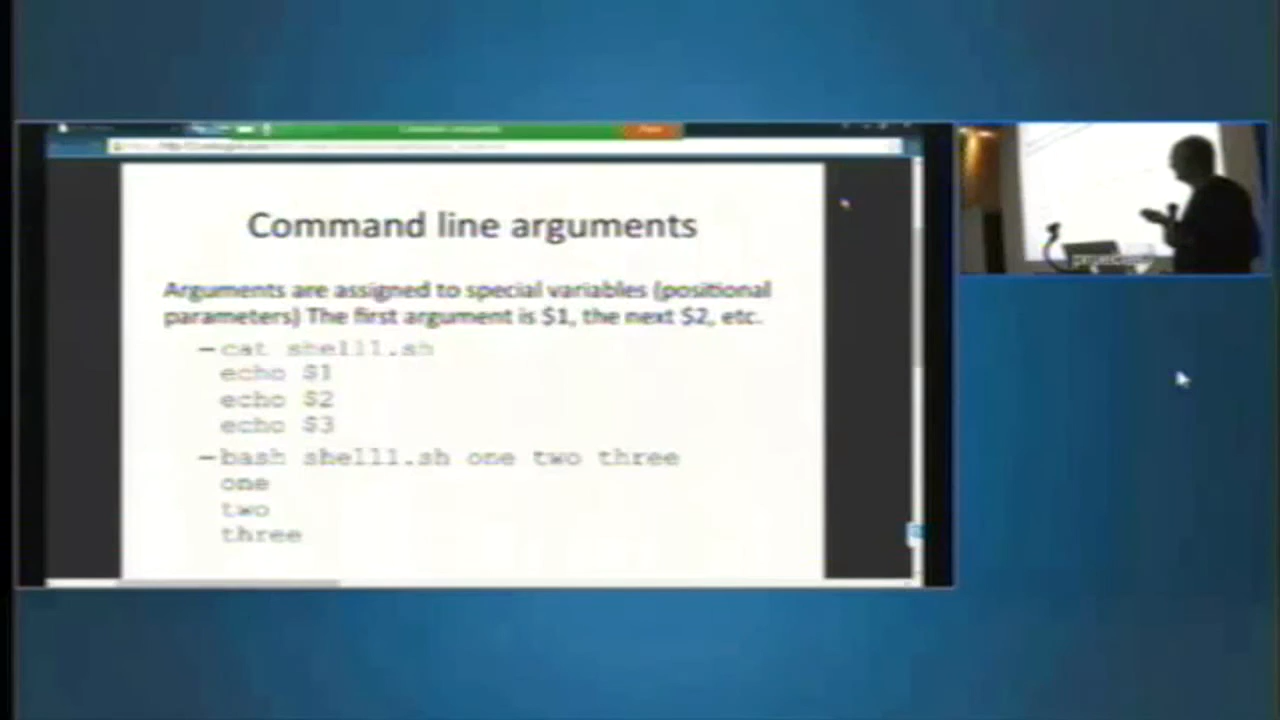 Command line arguments
Arguments are assigned to special variables (positional
parameters) The first argument is $1, the next $2, etc.
– cat shell1.sh
echo $1
echo $2
echo $3
– bash shell1.sh one two three
one
two
three